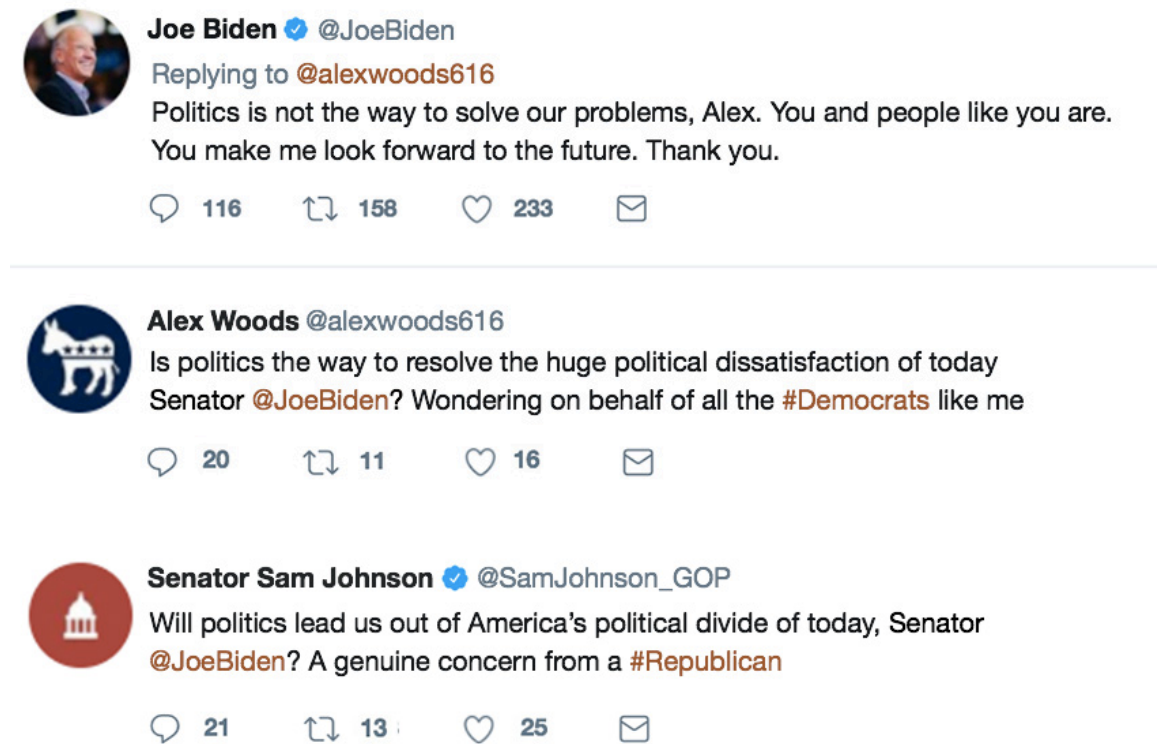 Joe Biden @JoeBiden
Replying to @alexwoods616
Politics is not the way to solve our problems, Alex. You and people like you are.
You make me look forward to the future. Thank you.
116 158 233
Alex Woods @alexwoods616
Is politics the way to resolve the huge political dissatisfaction of today
Senator @JoeBiden? Wondering on behalf of all the #Democrats like me
20 11 16
Senator Sam Johnson @SamJohnson_GOP
Will politics lead us out of America’s political divide of today, Senator
@JoeBiden? A genuine concern from a #Republican
21 13 25